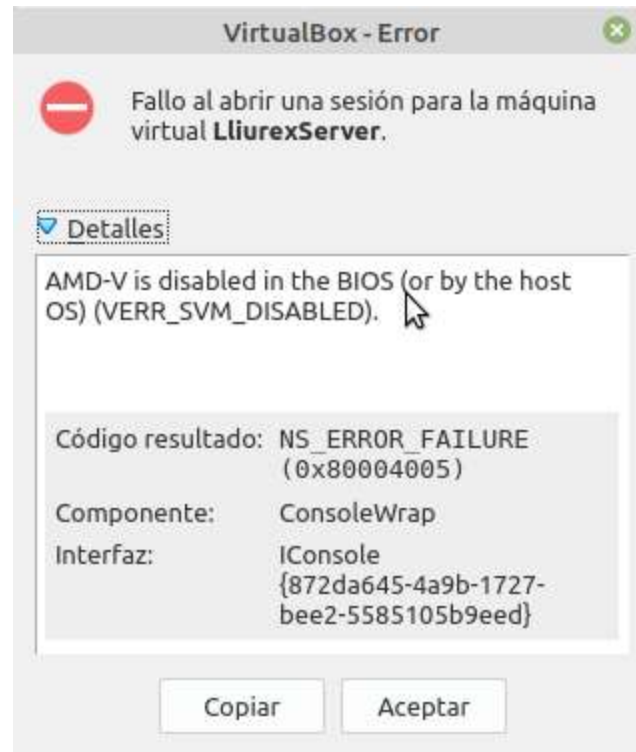 VirtualBox - Error
Fallo al abrir una sesión para la máquina
virtual LliurexServer.
Detalles
AMD-V is disabled in the BIOS (or by the host
OS) (VERR_SVM_DISABLED).
Código resultado: NS_ERROR_FAILURE
(0x80004005)
Componente: ConsoleWrap
Interfaz: IConsole
{872da645-4a9b-1727-
bee2-5585105b9eed}
Copiar Aceptar